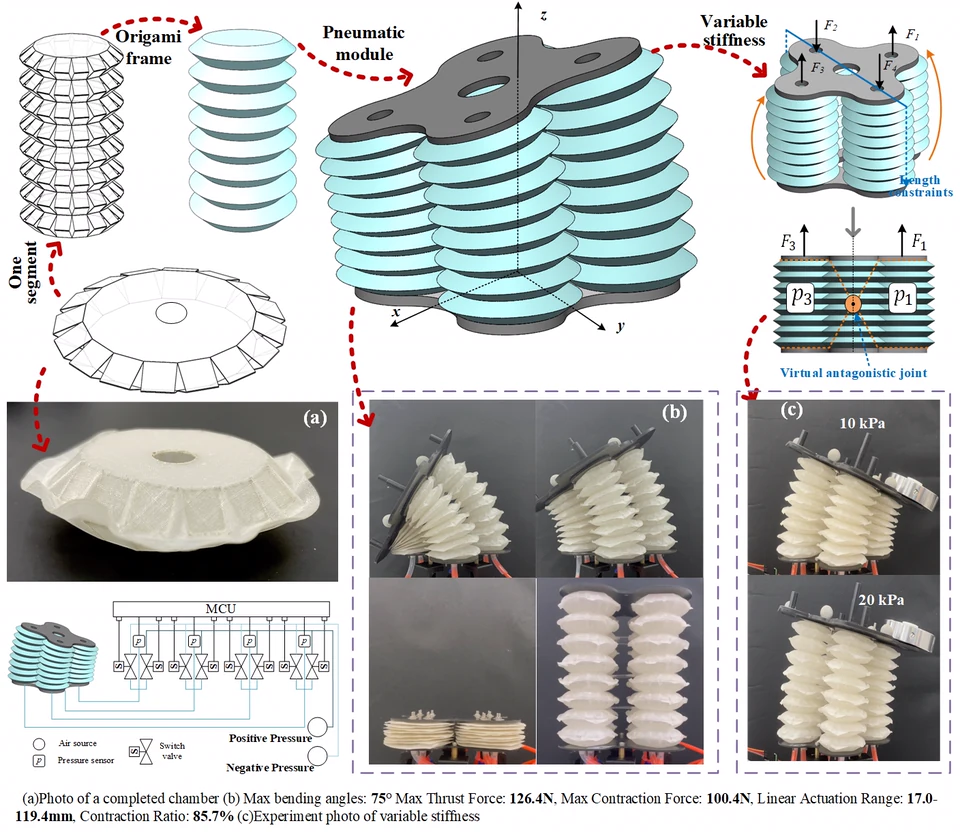 Origami
frame
Pneumatic
module
Variable
stiffness
z
x
y
F2
F1
F3
F4
Length
constraints
One
segment
F3
F1
p3
p1
Virtual antagonistic joint
(a)
(b)
(c)
10 kPa
20 kPa
MCU
P
P
P
P
S
S
S
S
S
S
S
S
Positive Pressure
Negative Pressure
Air source
P
Pressure sensor
S
Switch
valve
(a)Photo of a completed chamber (b) Max bending angles: 75° Max Thrust Force: 126.4N, Max Contraction Force: 100.4N, Linear Actuation Range: 17.0-
119.4mm, Contraction Ratio: 85.7% (c)Experiment photo of variable stiffness